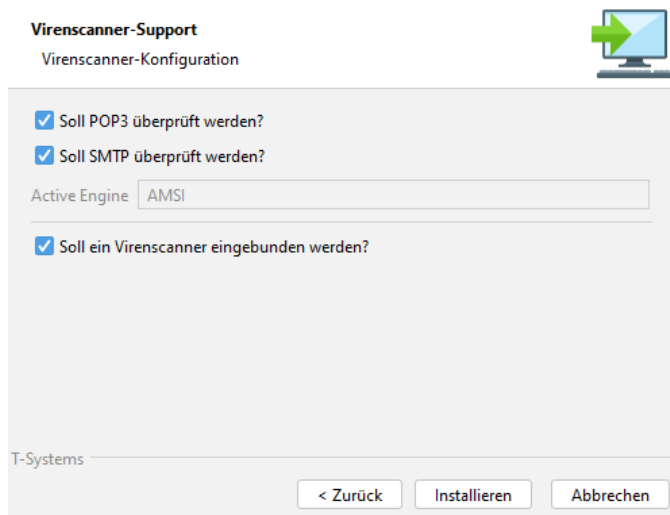 Virenscanner-Support
Virenscanner-Konfiguration
Soll POP3 überprüft werden?
Soll SMTP überprüft werden?
Active Engine AMSI
Soll ein Virenscanner eingebunden werden?
T-Systems
< Zurück Installieren Abbrechen